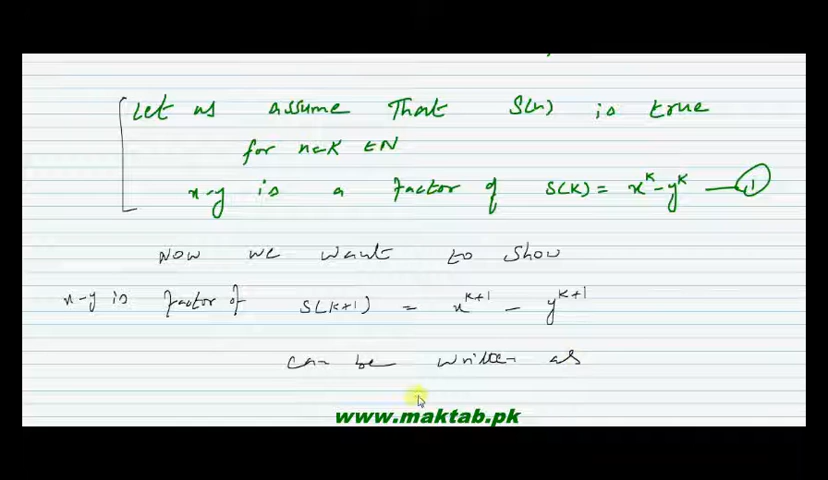 Let us assume That S(n) is true
for n=K ∈ N
x-y is a factor of S(K) = x^K - y^K — 1
Now we want to show
x-y is factor of S(K+1) = x^{K+1} - y^{K+1}
can be written as
www.maktab.pk